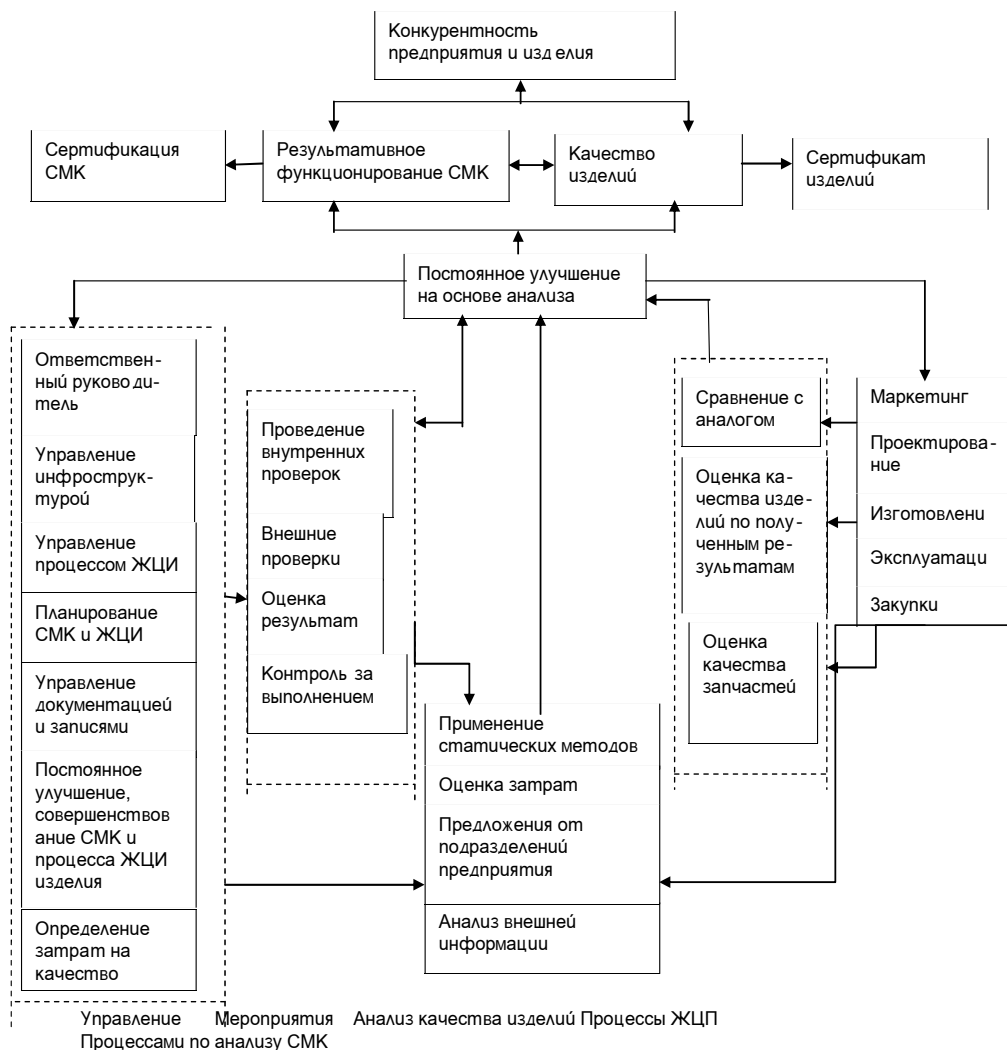 Конкурентность
предприятия и изделия
Сертификация
СМК
Результативное
функционирование СМК
Качество
изделий
Сертификат
изделий
Постоянное улучшение
на основе анализа
Ответствен-
ный руководи-
тель
Управление
инфрострук-
турой
Управление
процессом ЖЦИ
Планирование
СМК и ЖЦИ
Управление
документацией
и записями
Постоянное
улучшение,
совершенствов
ание СМК и
процесса ЖЦИ
изделия
Определение
затрат на
качество
Проведение
внутренних
проверок
Внешние
проверки
Оценка
результат
Контроль за
выполнением
Применение
статических методов
Оценка затрат
Предложения от
подразделений
предприятия
Анализ внешней
информации
Сравнение с
аналогом
Оценка ка-
чества изде-
лий по полу-
ченным ре-
зультатам
Оценка
качества
запчастей
Маркетинг
Проектирова-
ние
Изготовлени
Эксплуатаци
Закупки
Управление Мероприятия Анализ качества изделий Процессы ЖЦП
Процессами по анализу СМК